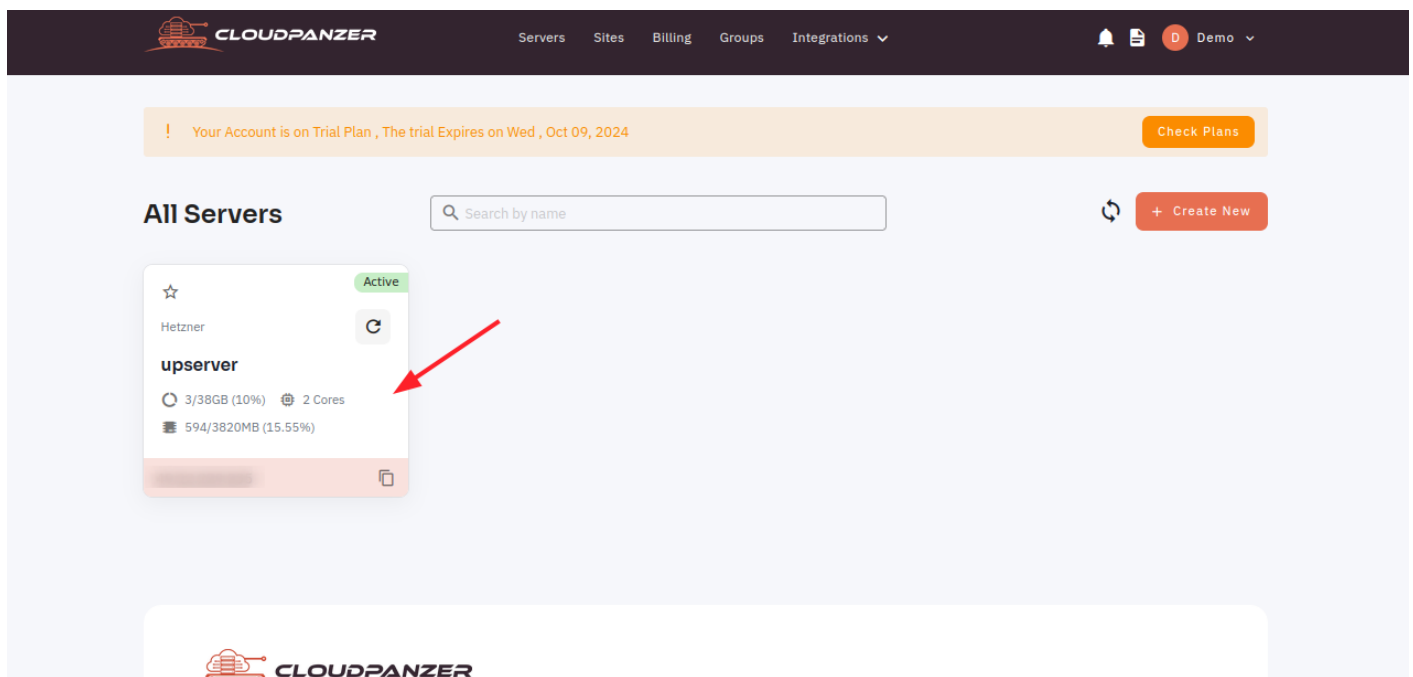 CLOUDPANZER
Servers Sites Billing Groups Integrations
D Demo
! Your Account is on Trial Plan , The trial Expires on Wed , Oct 09, 2024
Check Plans
All Servers
Search by name
+ Create New
Active
Hetzner
upserver
3/38GB (10%) 2 Cores
594/3820MB (15.55%)
CLOUDPANZER